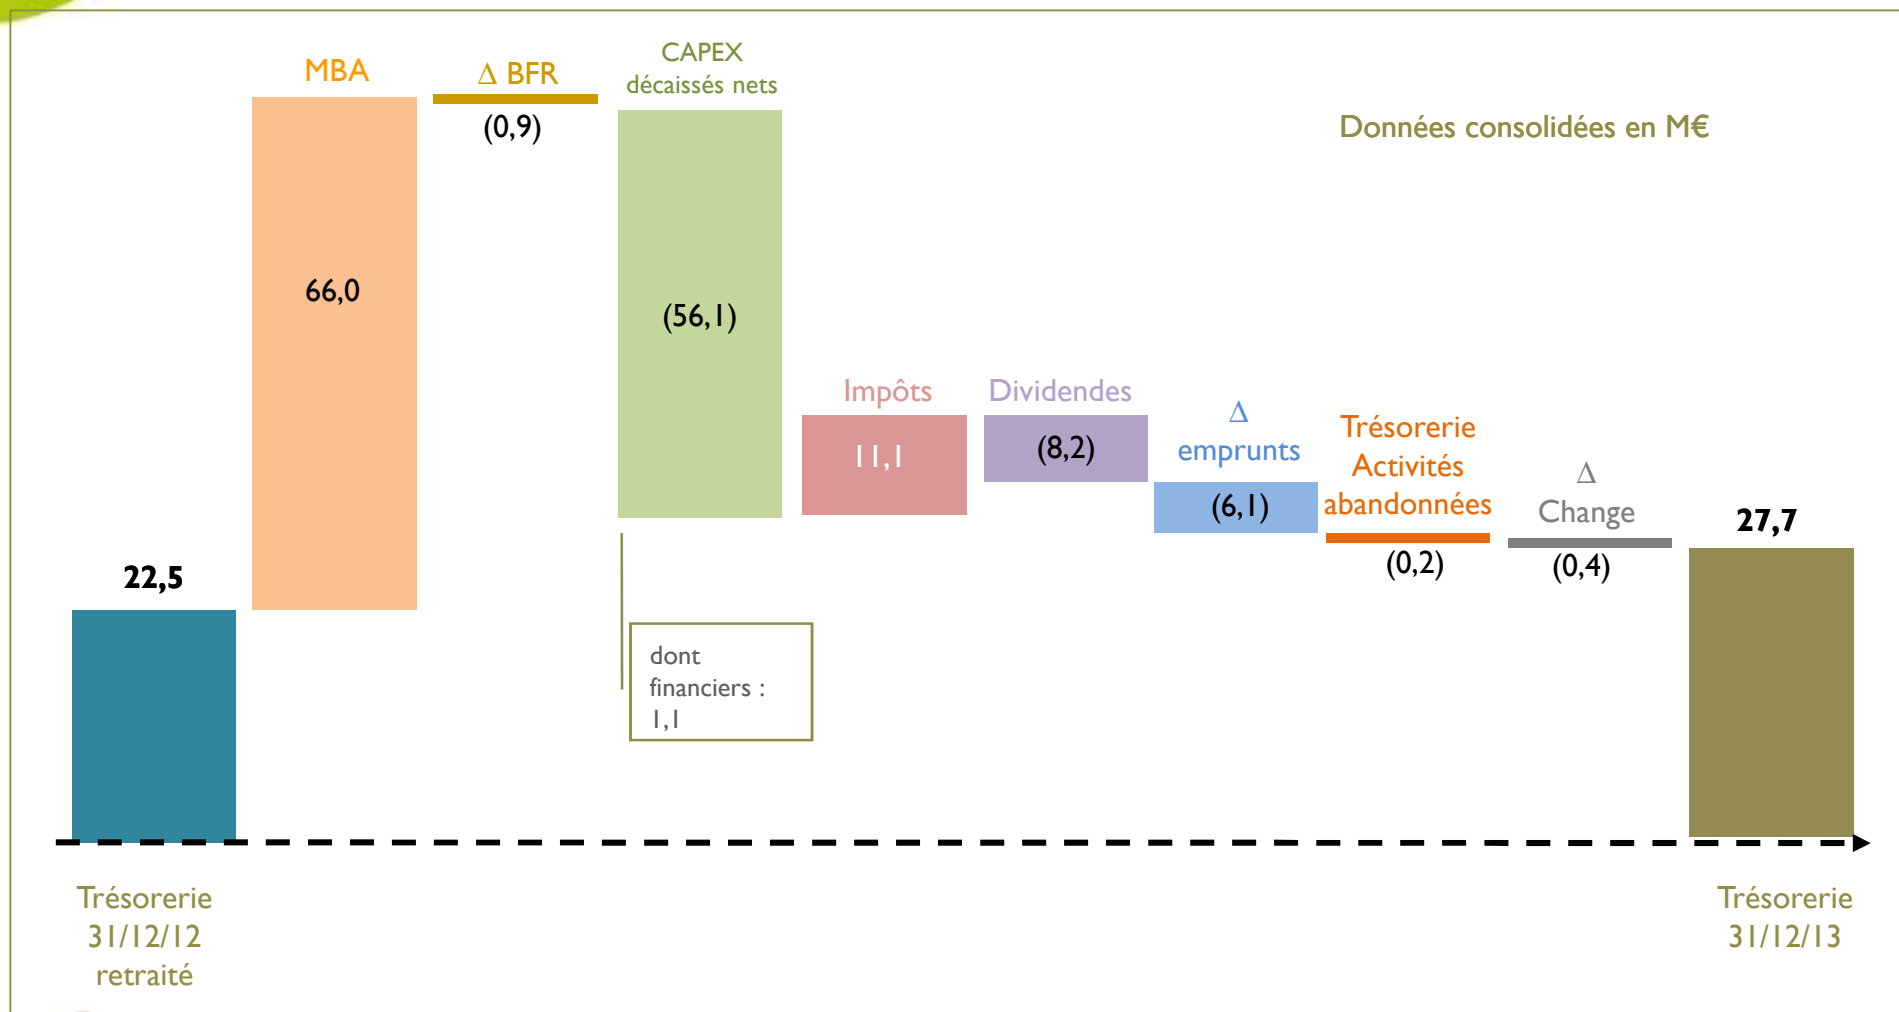 MBA
Δ BFR
(0,9)
CAPEX
décaissés nets
Données consolidées en M€
66,0
(56,1)
Impôts
11,1
Dividendes
(8,2)
Δ
emprunts
(6,1)
Trésorerie
Activités
abandonnées
(0,2)
Δ
Change
(0,4)
27,7
22,5
dont
financiers :
1,1
Trésorerie
31/12/12
retraité
Trésorerie
31/12/13